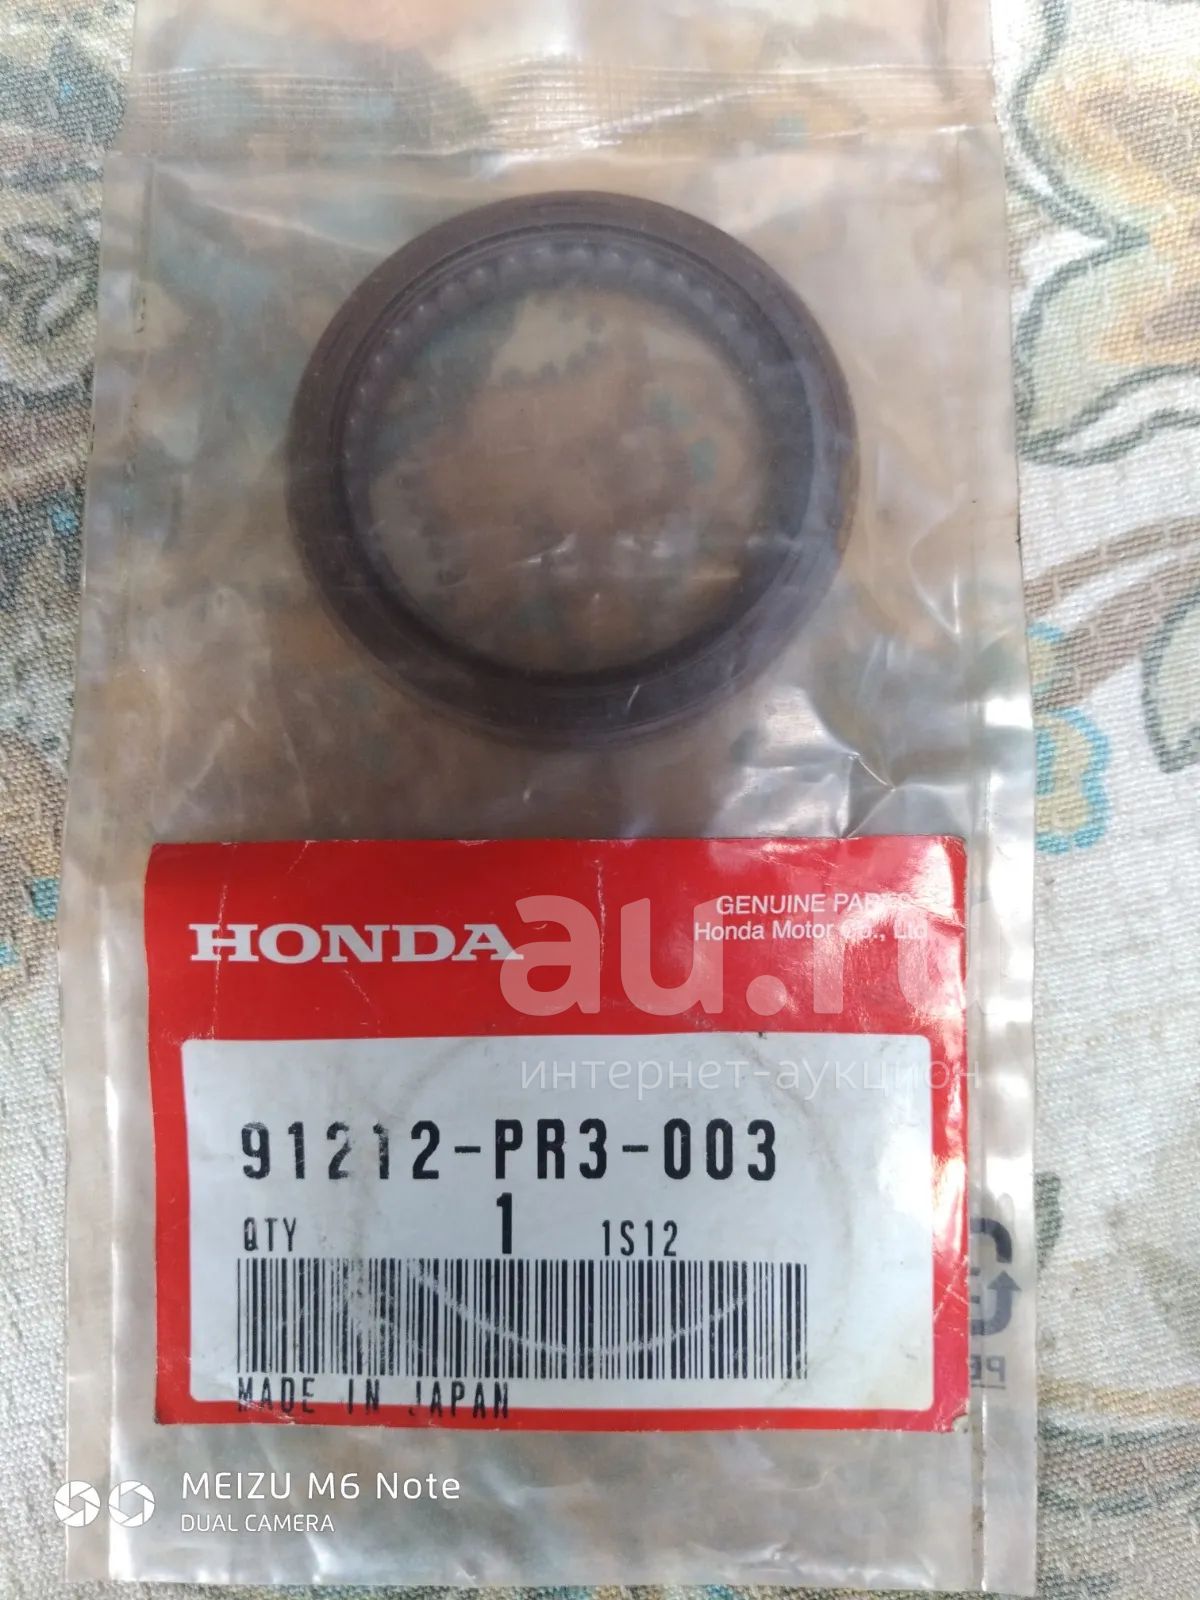 HONDA
GENUINE PARTS
Honda Motor Co., Ltd
au.ru
интернет-аукцион
91212-PR3-003
QTY 1 1S12
MADE IN JAPAN
MEIZU M6 Note
DUAL CAMERA